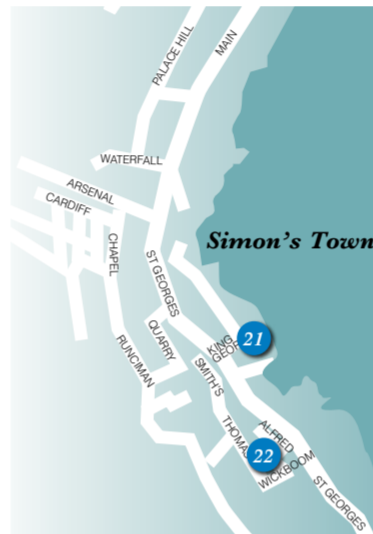 PALACE HILL
MAIN
WATERFALL
ARSENAL
CARDIFF
CHAPEL
Simon's Town
ST GEORGES
QUARRY
KING
21
RUNCIMAN
SMITH'S
THOMAS
ALFRED
22
WICKBOOM
ST GEORGES